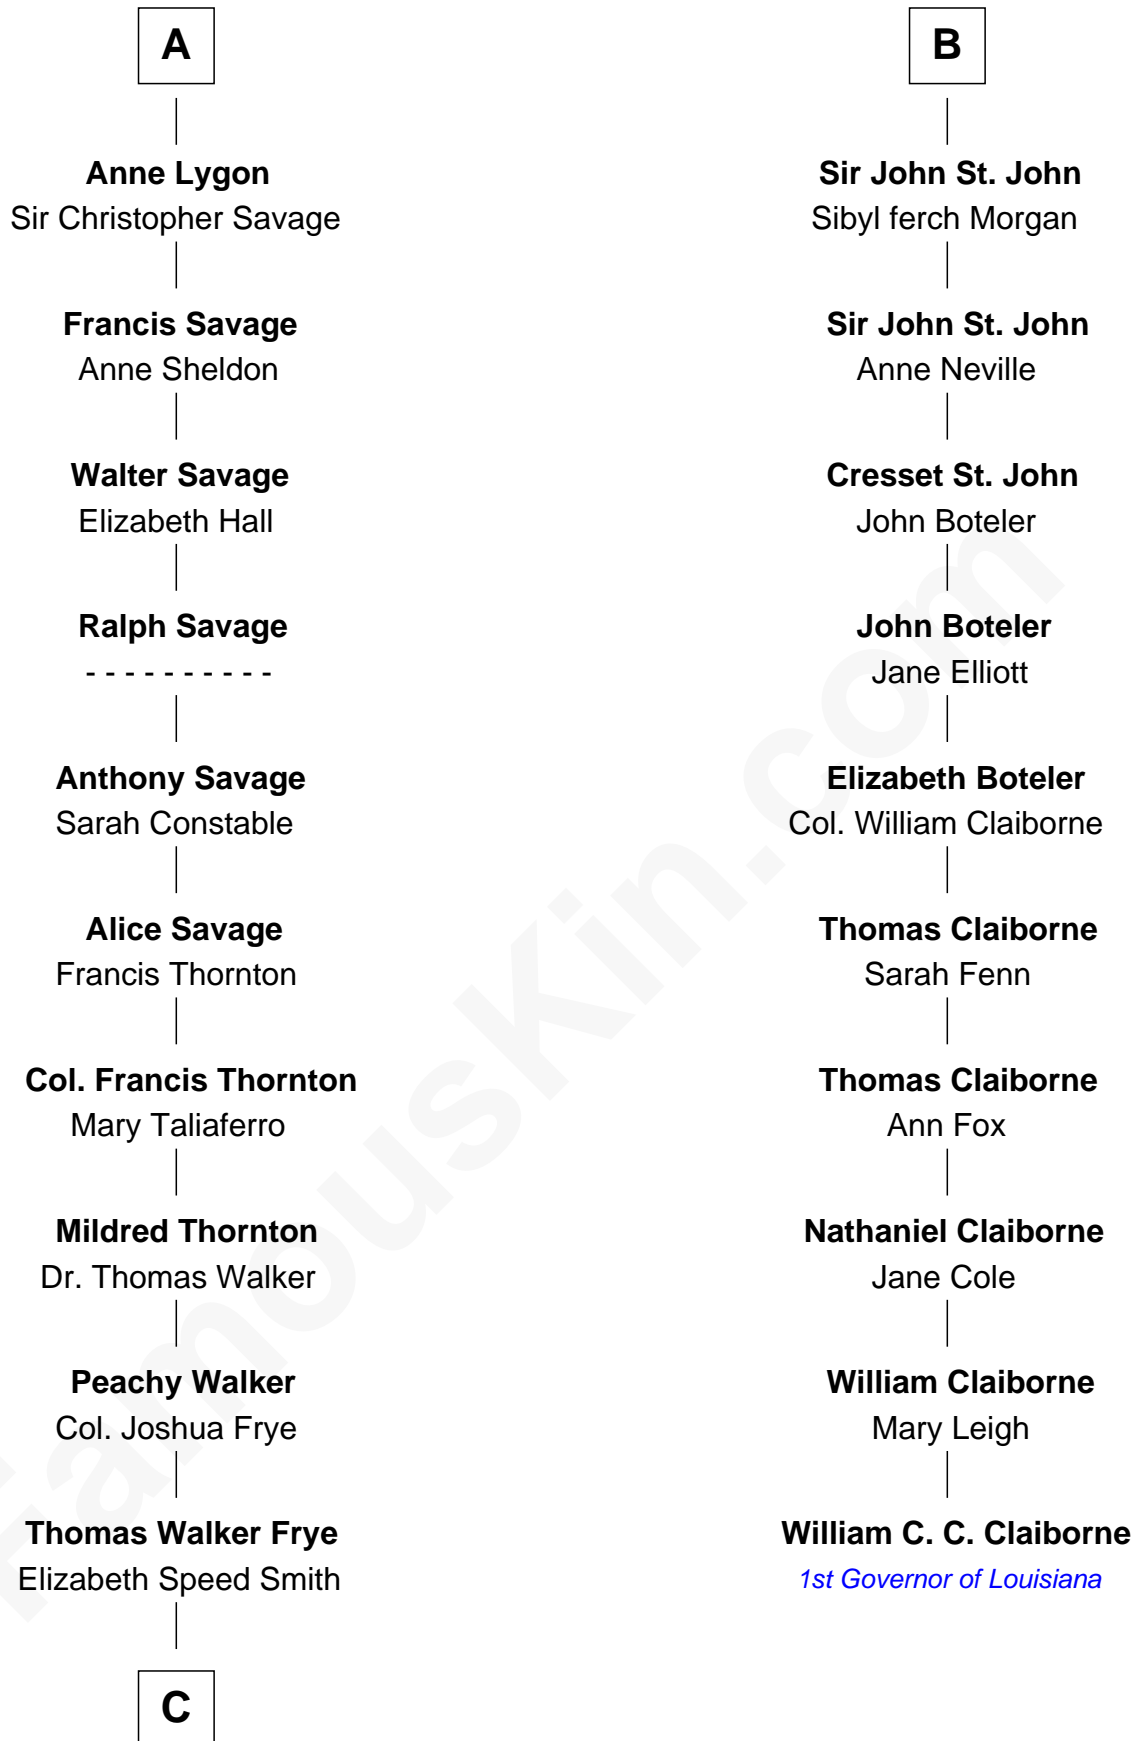 A
Anne Lygon
Sir Christopher Savage
Francis Savage
Anne Sheldon
Walter Savage
Elizabeth Hall
Ralph Savage
- - - - - - - - - -
Anthony Savage
Sarah Constable
Alice Savage
Francis Thornton
Col. Francis Thornton
Mary Taliaferro
Mildred Thornton
Dr. Thomas Walker
Peachy Walker
Col. Joshua Frye
Thomas Walker Frye
Elizabeth Speed Smith
C
B
Sir John St. John
Sibyl ferch Morgan
Sir John St. John
Anne Neville
Cresset St. John
John Boteler
John Boteler
Jane Elliott
Elizabeth Boteler
Col. William Claiborne
Thomas Claiborne
Sarah Fenn
Thomas Claiborne
Ann Fox
Nathaniel Claiborne
Jane Cole
William Claiborne
Mary Leigh
William C. C. Claiborne
1st Governor of Louisiana
FamousKin.com